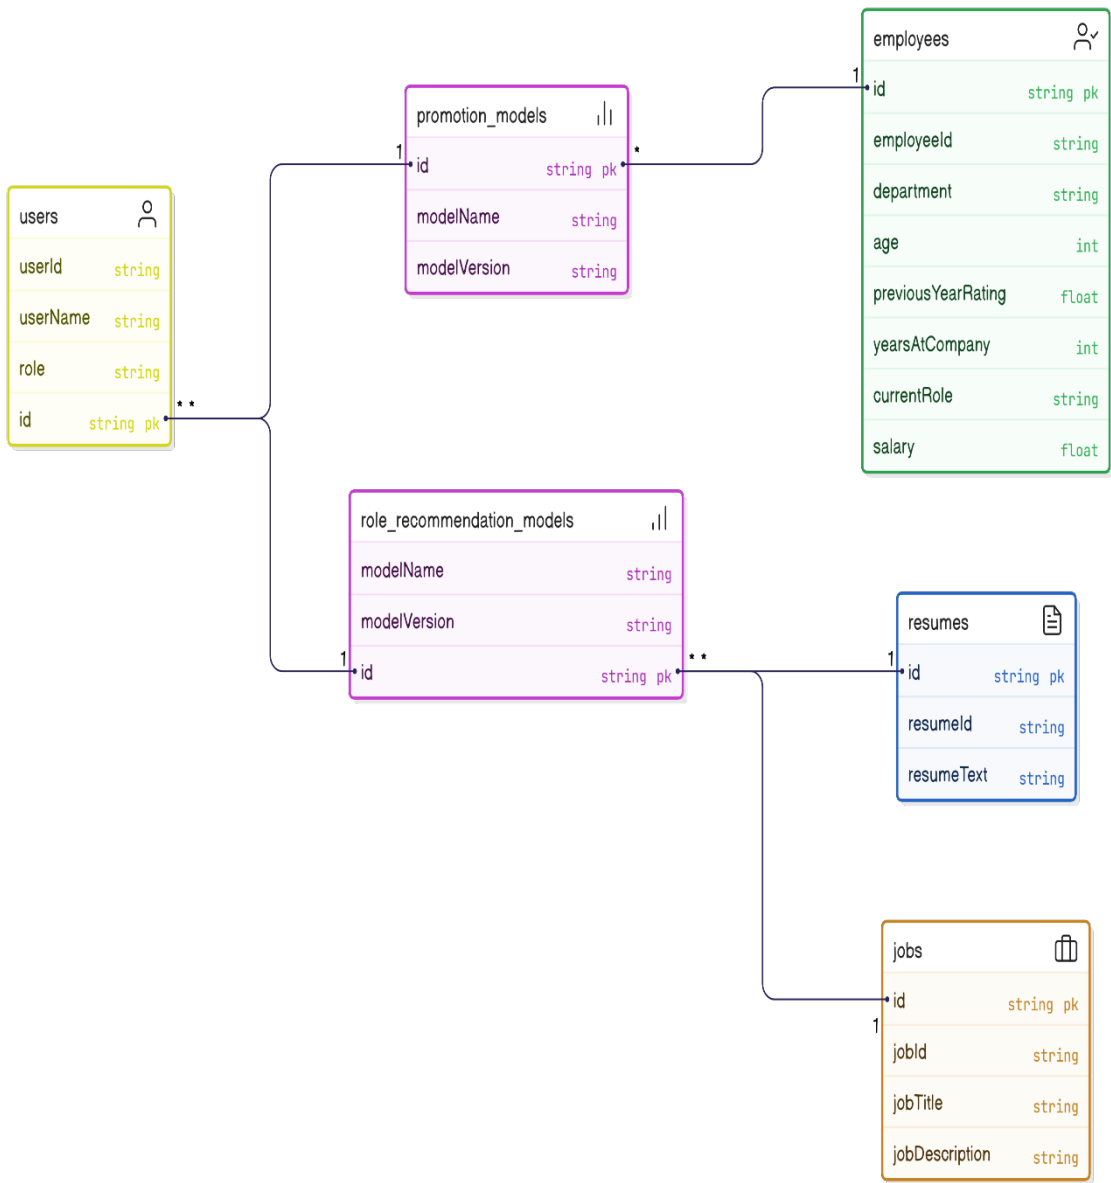 users
userId string
userName string
role string
id string pk
* *
1
promotion_models
id string pk
modelName string
modelVersion string
*
1
employees
id string pk
employeeId string
department string
age int
previousYearRating float
yearsAtCompany int
currentRole string
salary float
1
role_recommendation_models
modelName string
modelVersion string
id string pk
* *
1
resumes
id string pk
resumeId string
resumeText string
jobs
id string pk
1
jobId string
jobTitle string
jobDescription string